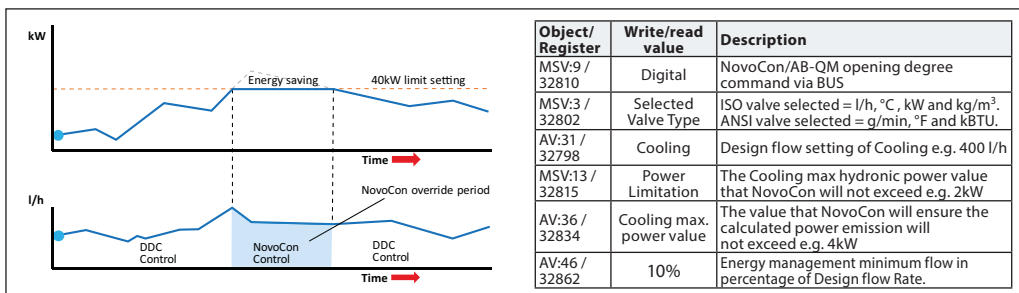 kW
Energy saving
40kW limit setting
Time
l/h
NovoCon override period
DDC
Control
NovoCon
Control
DDC
Control
Time
Object/
Register
Write/read
value
Description
MSV:9 /
32810
Digital
NovoCon/AB-QM opening degree
command via BUS
MSV:3 /
32802
Selected
Valve Type
ISO valve selected = l/h, °C , kW and kg/m³.
ANSI valve selected = g/min, °F and kBTU.
AV:31 /
32798
Cooling
Design flow setting of Cooling e.g. 400 l/h
MSV:13 /
32815
Power
Limitation
The Cooling max hydronic power value
that NovoCon will not exceed e.g. 2kW
AV:36 /
32834
Cooling max.
power value
The value that NovoCon will ensure the
calculated power emission will
not exceed e.g. 4kW
AV:46 /
32862
10%
Energy management minimum flow in
percentage of Design flow Rate.